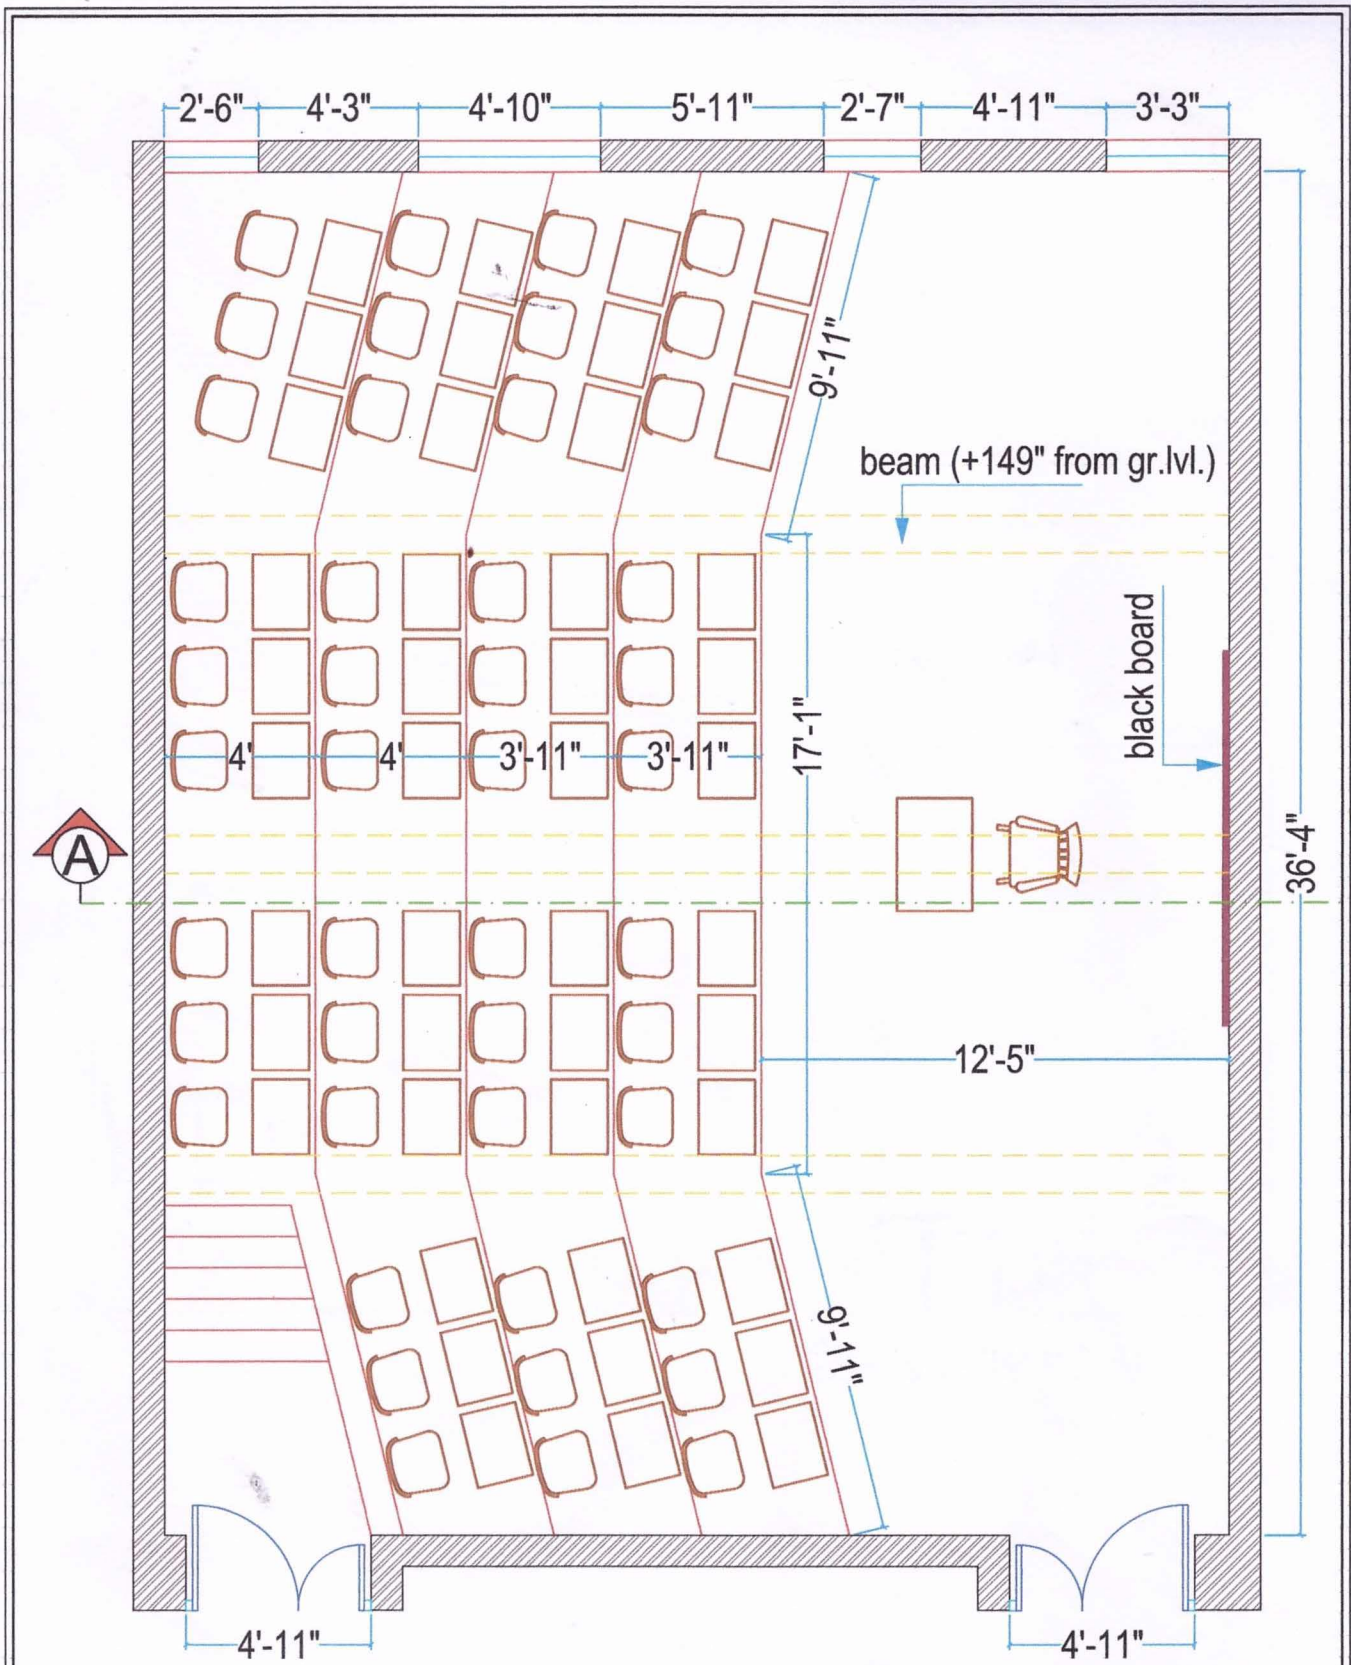 2'-6" 4'-3" 4'-10" 5'-11" 2'-7" 4'-11" 3'-3"
9'-11"
beam (+149" from gr.lvl.)
black board
4' 4' 3'-11" 3'-11"
17'-1"
A
36'-4"
12'-5"
9'-11"
4'-11" 4'-11"